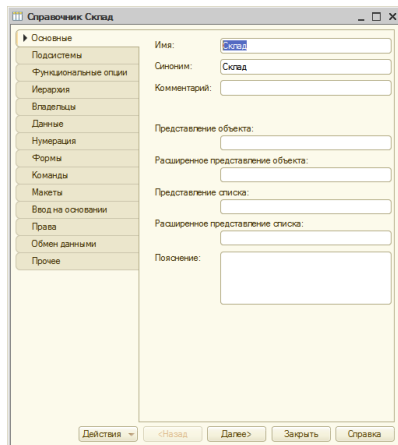 Справочник Склад
Основные
Подсистемы
Функциональные опции
Иерархия
Владельцы
Данные
Нумерация
Формы
Команды
Макеты
Ввод на основании
Права
Обмен данными
Прочее
Имя: Склад
Синоним: Склад
Комментарий:
Представление объекта:
Расширенное представление объекта:
Представление списка:
Расширенное представление списка:
Пояснение:
Действия <Назад Далее> Закрыть Справка